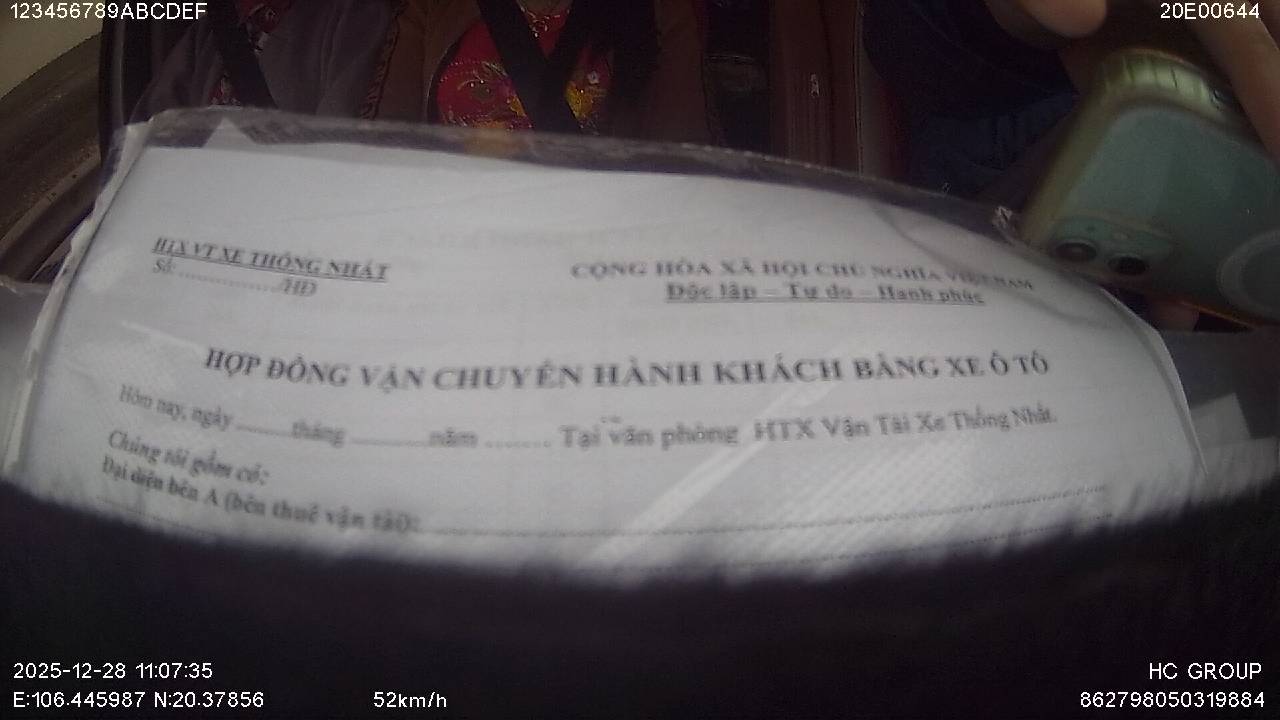 123456789ABCDEF
20E00644
HTX VT XE THỐNG NHẤT
Số:................/HĐ
CỘNG HÒA XÃ HỘI CHỦ NGHĨA VIỆT NAM
Độc lập – Tự do – Hạnh phúc
HỢP ĐỒNG VẬN CHUYỂN HÀNH KHÁCH BẰNG XE Ô TÔ
Hôm nay, ngày ........tháng ...........năm ....... Tại văn phòng HTX Vận Tải Xe Thống Nhất.
Chúng tôi gồm có:
Đại diện bên A (bên thuê vận tải):
2025-12-28 11:07:35
HC GROUP
E:106.445987 N:20.37856
52km/h
862798050319884